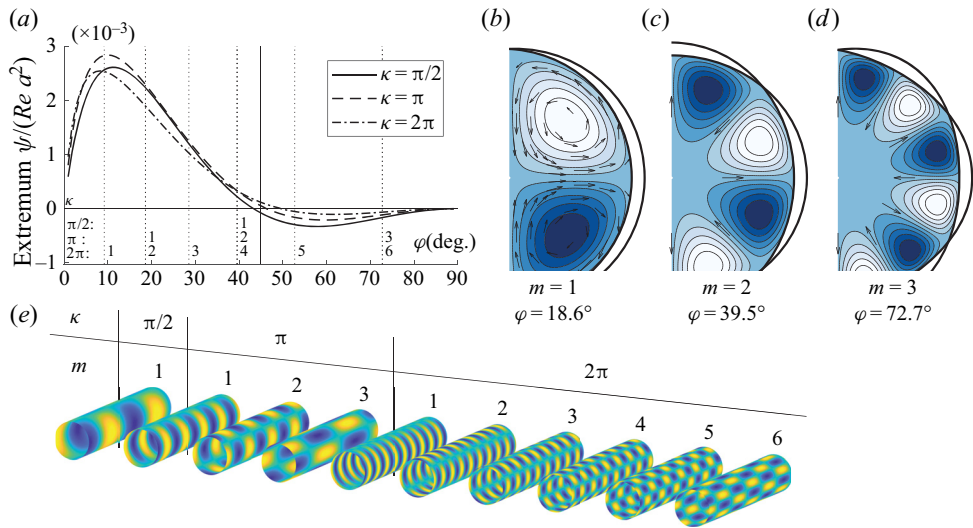 (a)
(b)
(c)
(d)
(×10⁻³)
3
2
1
0
−1
Extremum ψ/(Re a²)
κ = π/2
κ = π
κ = 2π
κ
π/2: 1 3
π : 1 2 6
2π: 1 2 3 4 5
φ(deg.)
0 10 20 30 40 50 60 70 80 90
m = 1
φ = 18.6°
m = 2
φ = 39.5°
m = 3
φ = 72.7°
(e)
κ π/2 π 2π
m 1 1 2 3 1 2 3 4 5 6